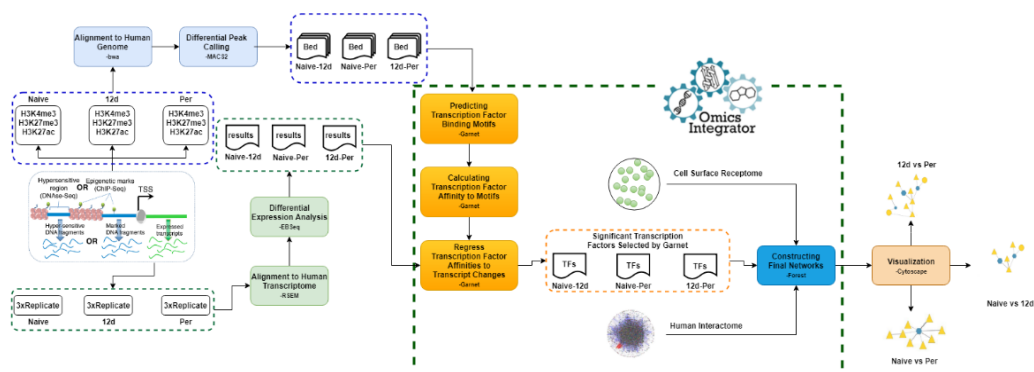 Alignment to Human
Genome
-bwa
Differential Peak
Calling
-MACS2
Bed
Bed
Bed
Naive-12d
Naive-Per
12d-Per
Naive
12d
Per
H3K4me3
H3K27me3
H3K27ac
H3K4me3
H3K27me3
H3K27ac
H3K4me3
H3K27me3
H3K27ac
results
results
results
Naive-12d
Naive-Per
12d-Per
Hypersensitive
region
(DNAse-Seq)
OR
Epigenetic marks
(ChIP-Seq)
TSS
Hypersensitive
DNA fragments
OR
Marked
DNA fragments
Expressed
transcripts
3xReplicate
3xReplicate
3xReplicate
Naive
12d
Per
Differential
Expression Analysis
-EBSeq
Alignment to Human
Transcriptome
-RSEM
Predicting
Transcription Factor
Binding Motifs
-Garnet
Calculating
Transcription Factor
Affinity to Motifs
-Garnet
Regress
Transcription Factor
Affinities to
Transcript Changes
-Garnet
Omics
Integrator
Cell Surface Receptome
Significant Transcription
Factors Selected by Garnet
TFs
TFs
TFs
Naive-12d
Naive-Per
12d-Per
Human Interactome
Constructing
Final Networks
-Forest
Visualization
-Cytoscape
12d vs Per
Naive vs 12d
Naive vs Per